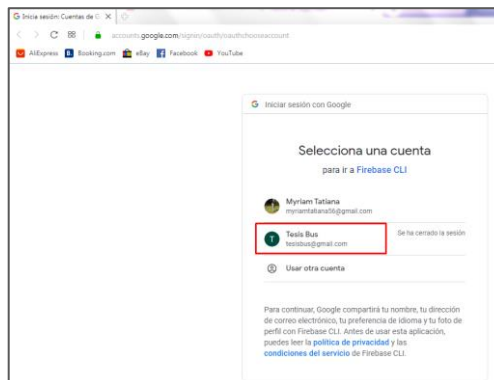 Inicia sesión: Cuentas de G
accounts.google.com/signin/oauth/oauthchooseaccount
AliExpress Booking.com eBay Facebook YouTube
Iniciar sesión con Google
Selecciona una cuenta
para ir a Firebase CLI
Myriam Tatiana
myriamtatiana06@gmail.com
Tesis Bus
tesisbus@gmail.com
Se ha cerrado la sesión
Usar otra cuenta
Para continuar, Google compartirá tu nombre, tu dirección
de correo electrónico, tu preferencia de idioma y tu foto de
perfil con Firebase CLI. Antes de usar esta aplicación,
puedes leer la política de privacidad y las
condiciones del servicio de Firebase CLI.